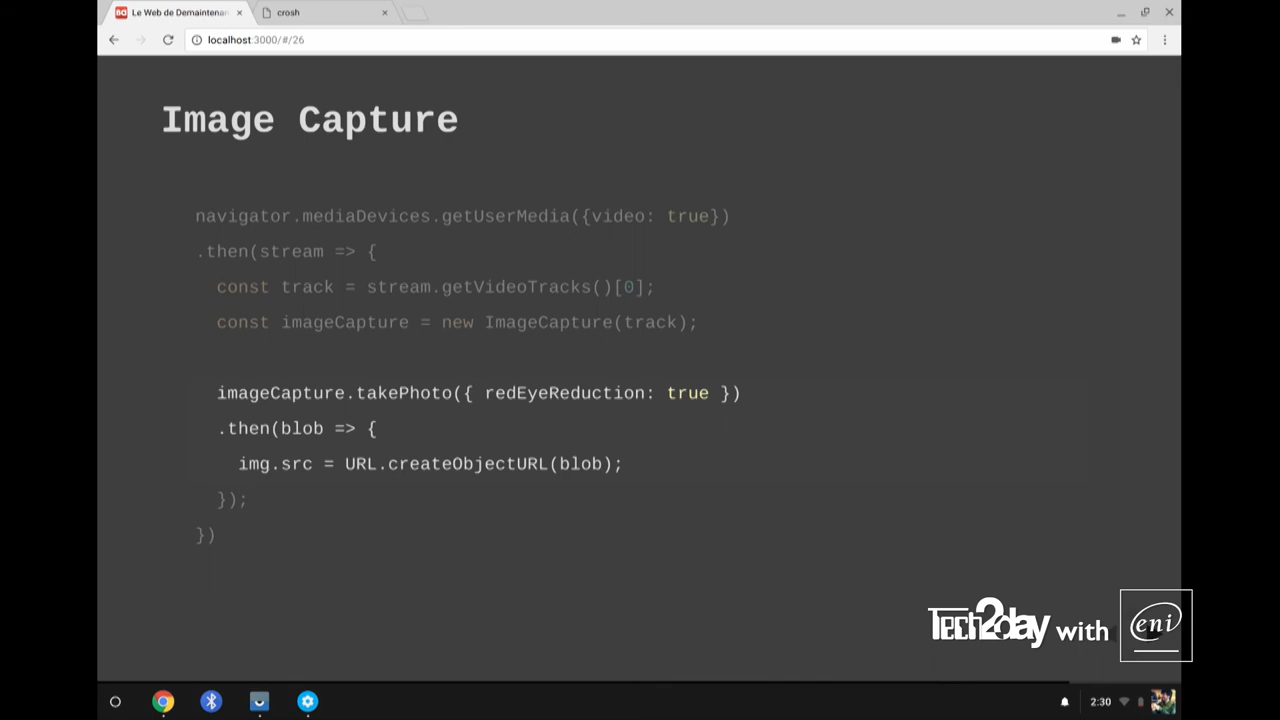 Le Web de Demaintenan
crosh
localhost:3000/#/26
Image Capture
navigator.mediaDevices.getUserMedia({video: true})
.then(stream => {
const track = stream.getVideoTracks()[0];
const imageCapture = new ImageCapture(track);
imageCapture.takePhoto({ redEyeReduction: true })
.then(blob => {
img.src = URL.createObjectURL(blob);
});
})
Tech2day with eni
2:30